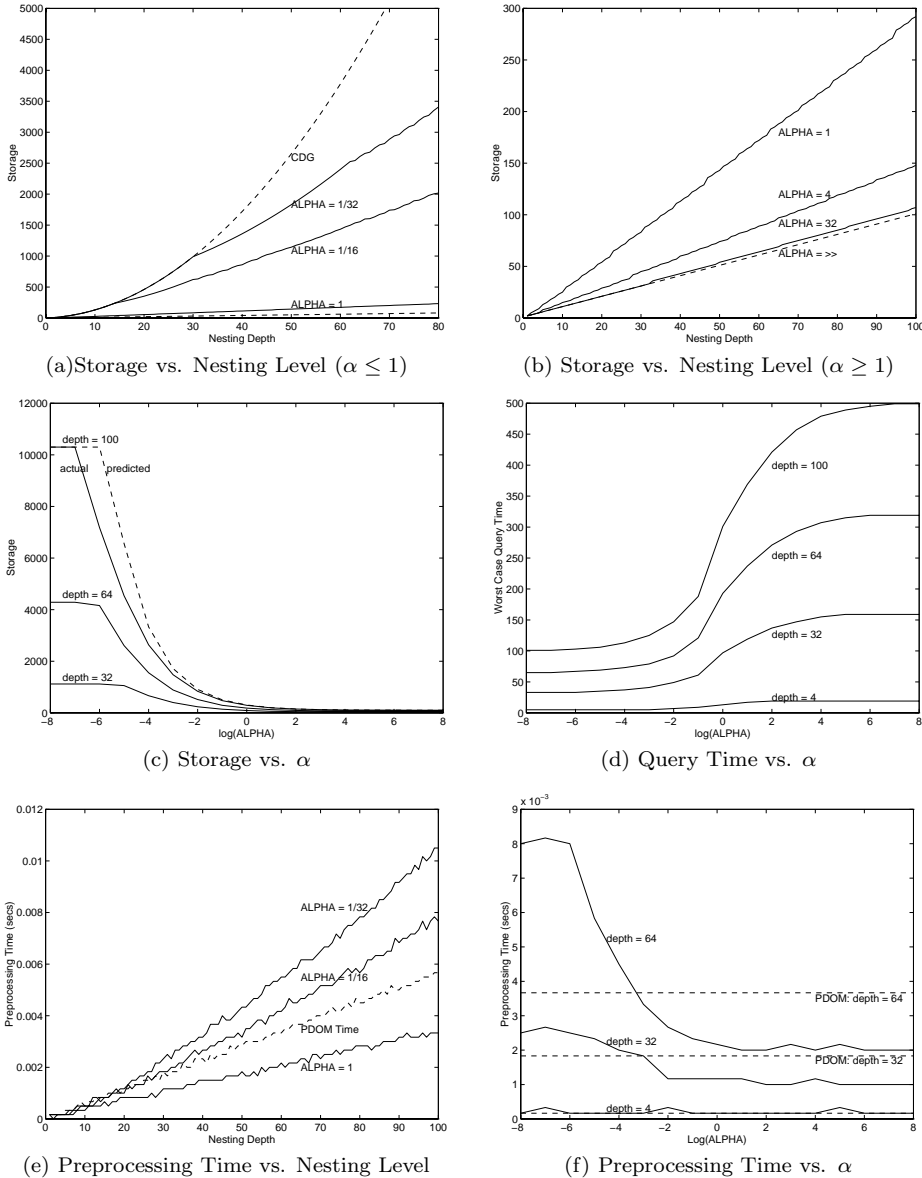 5000
4500
4000
3500
3000
2500
2000
1500
1000
500
0
Storage
CDG
ALPHA = 1/32
ALPHA = 1/16
ALPHA = 1
0 10 20 30 40 50 60 70 80
Nesting Depth
(a)Storage vs. Nesting Level (α ≤ 1)
300
250
200
150
100
50
0
Storage
ALPHA = 1
ALPHA = 4
ALPHA = 32
ALPHA = >>
0 10 20 30 40 50 60 70 80 90 100
Nesting Depth
(b) Storage vs. Nesting Level (α ≥ 1)
12000
10000
8000
6000
4000
2000
0
Storage
depth = 100
actual predicted
depth = 64
depth = 32
−8 −6 −4 −2 0 2 4 6 8
log(ALPHA)
(c) Storage vs. α
500
450
400
350
300
250
200
150
100
50
0
Worst Case Query Time
depth = 100
depth = 64
depth = 32
depth = 4
−8 −6 −4 −2 0 2 4 6 8
log(ALPHA)
(d) Query Time vs. α
0.012
0.01
0.008
0.006
0.004
0.002
0
Preprocessing Time (secs)
ALPHA = 1/32
ALPHA = 1/16
PDOM Time
ALPHA = 1
0 10 20 30 40 50 60 70 80 90 100
Nesting Depth
(e) Preprocessing Time vs. Nesting Level
x 10−3
9
8
7
6
5
4
3
2
1
0
Preprocessing Time (secs)
depth = 64
PDOM: depth = 64
depth = 32
PDOM: depth = 32
depth = 4
−8 −6 −4 −2 0 2 4 6 8
Log(ALPHA)
(f) Preprocessing Time vs. α